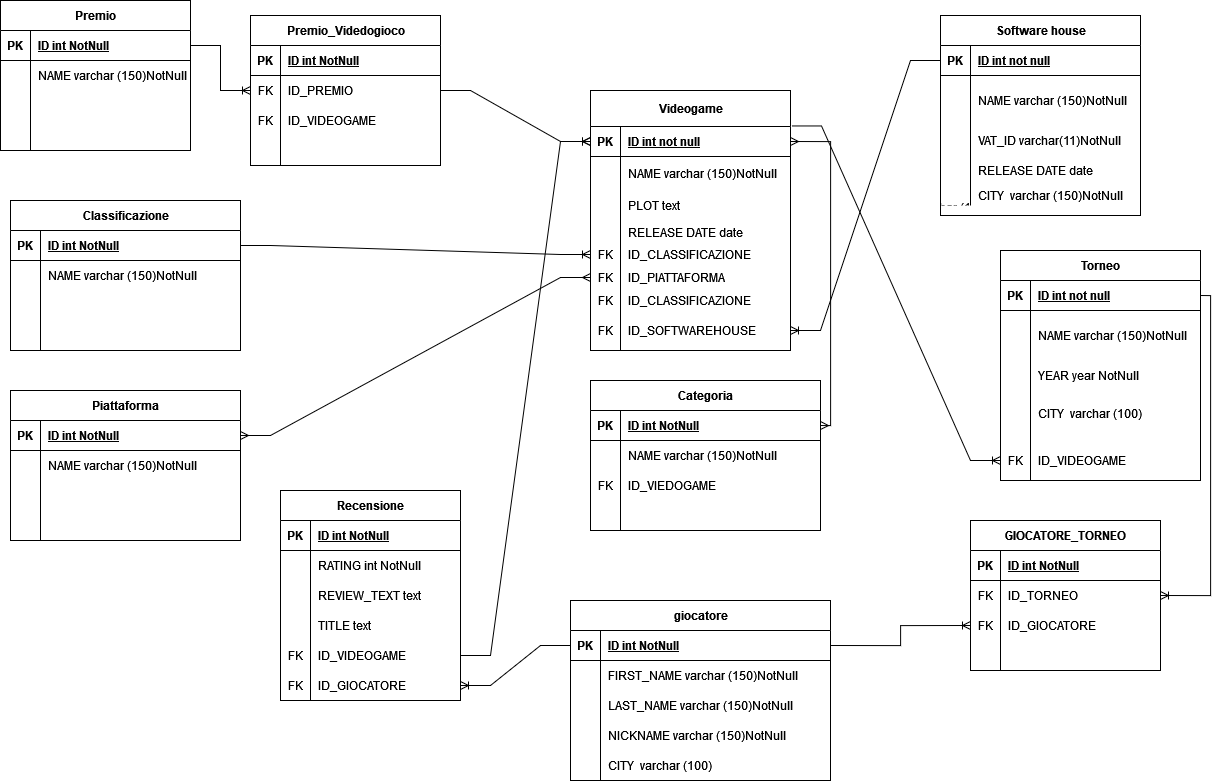 Premio
PK ID int NotNull
NAME varchar (150)NotNull
Premio_Videdogioco
PK ID int NotNull
FK ID_PREMIO
FK ID_VIDEOGAME
Videogame
PK ID int not null
NAME varchar (150)NotNull
PLOT text
RELEASE DATE date
FK ID_CLASSIFICAZIONE
FK ID_PIATTAFORMA
FK ID_CLASSIFICAZIONE
FK ID_SOFTWAREHOUSE
Software house
PK ID int not null
NAME varchar (150)NotNull
VAT_ID varchar(11)NotNull
RELEASE DATE date
CITY varchar (150)NotNull
Classificazione
PK ID int NotNull
NAME varchar (150)NotNull
Torneo
PK ID int not null
NAME varchar (150)NotNull
YEAR year NotNull
CITY varchar (100)
FK ID_VIDEOGAME
Piattaforma
PK ID int NotNull
NAME varchar (150)NotNull
Categoria
PK ID int NotNull
NAME varchar (150)NotNull
FK ID_VIEDOGAME
Recensione
PK ID int NotNull
RATING int NotNull
REVIEW_TEXT text
TITLE text
FK ID_VIDEOGAME
FK ID_GIOCATORE
giocatore
PK ID int NotNull
FIRST_NAME varchar (150)NotNull
LAST_NAME varchar (150)NotNull
NICKNAME varchar (150)NotNull
CITY varchar (100)
GIOCATORE_TORNEO
PK ID int NotNull
FK ID_TORNEO
FK ID_GIOCATORE